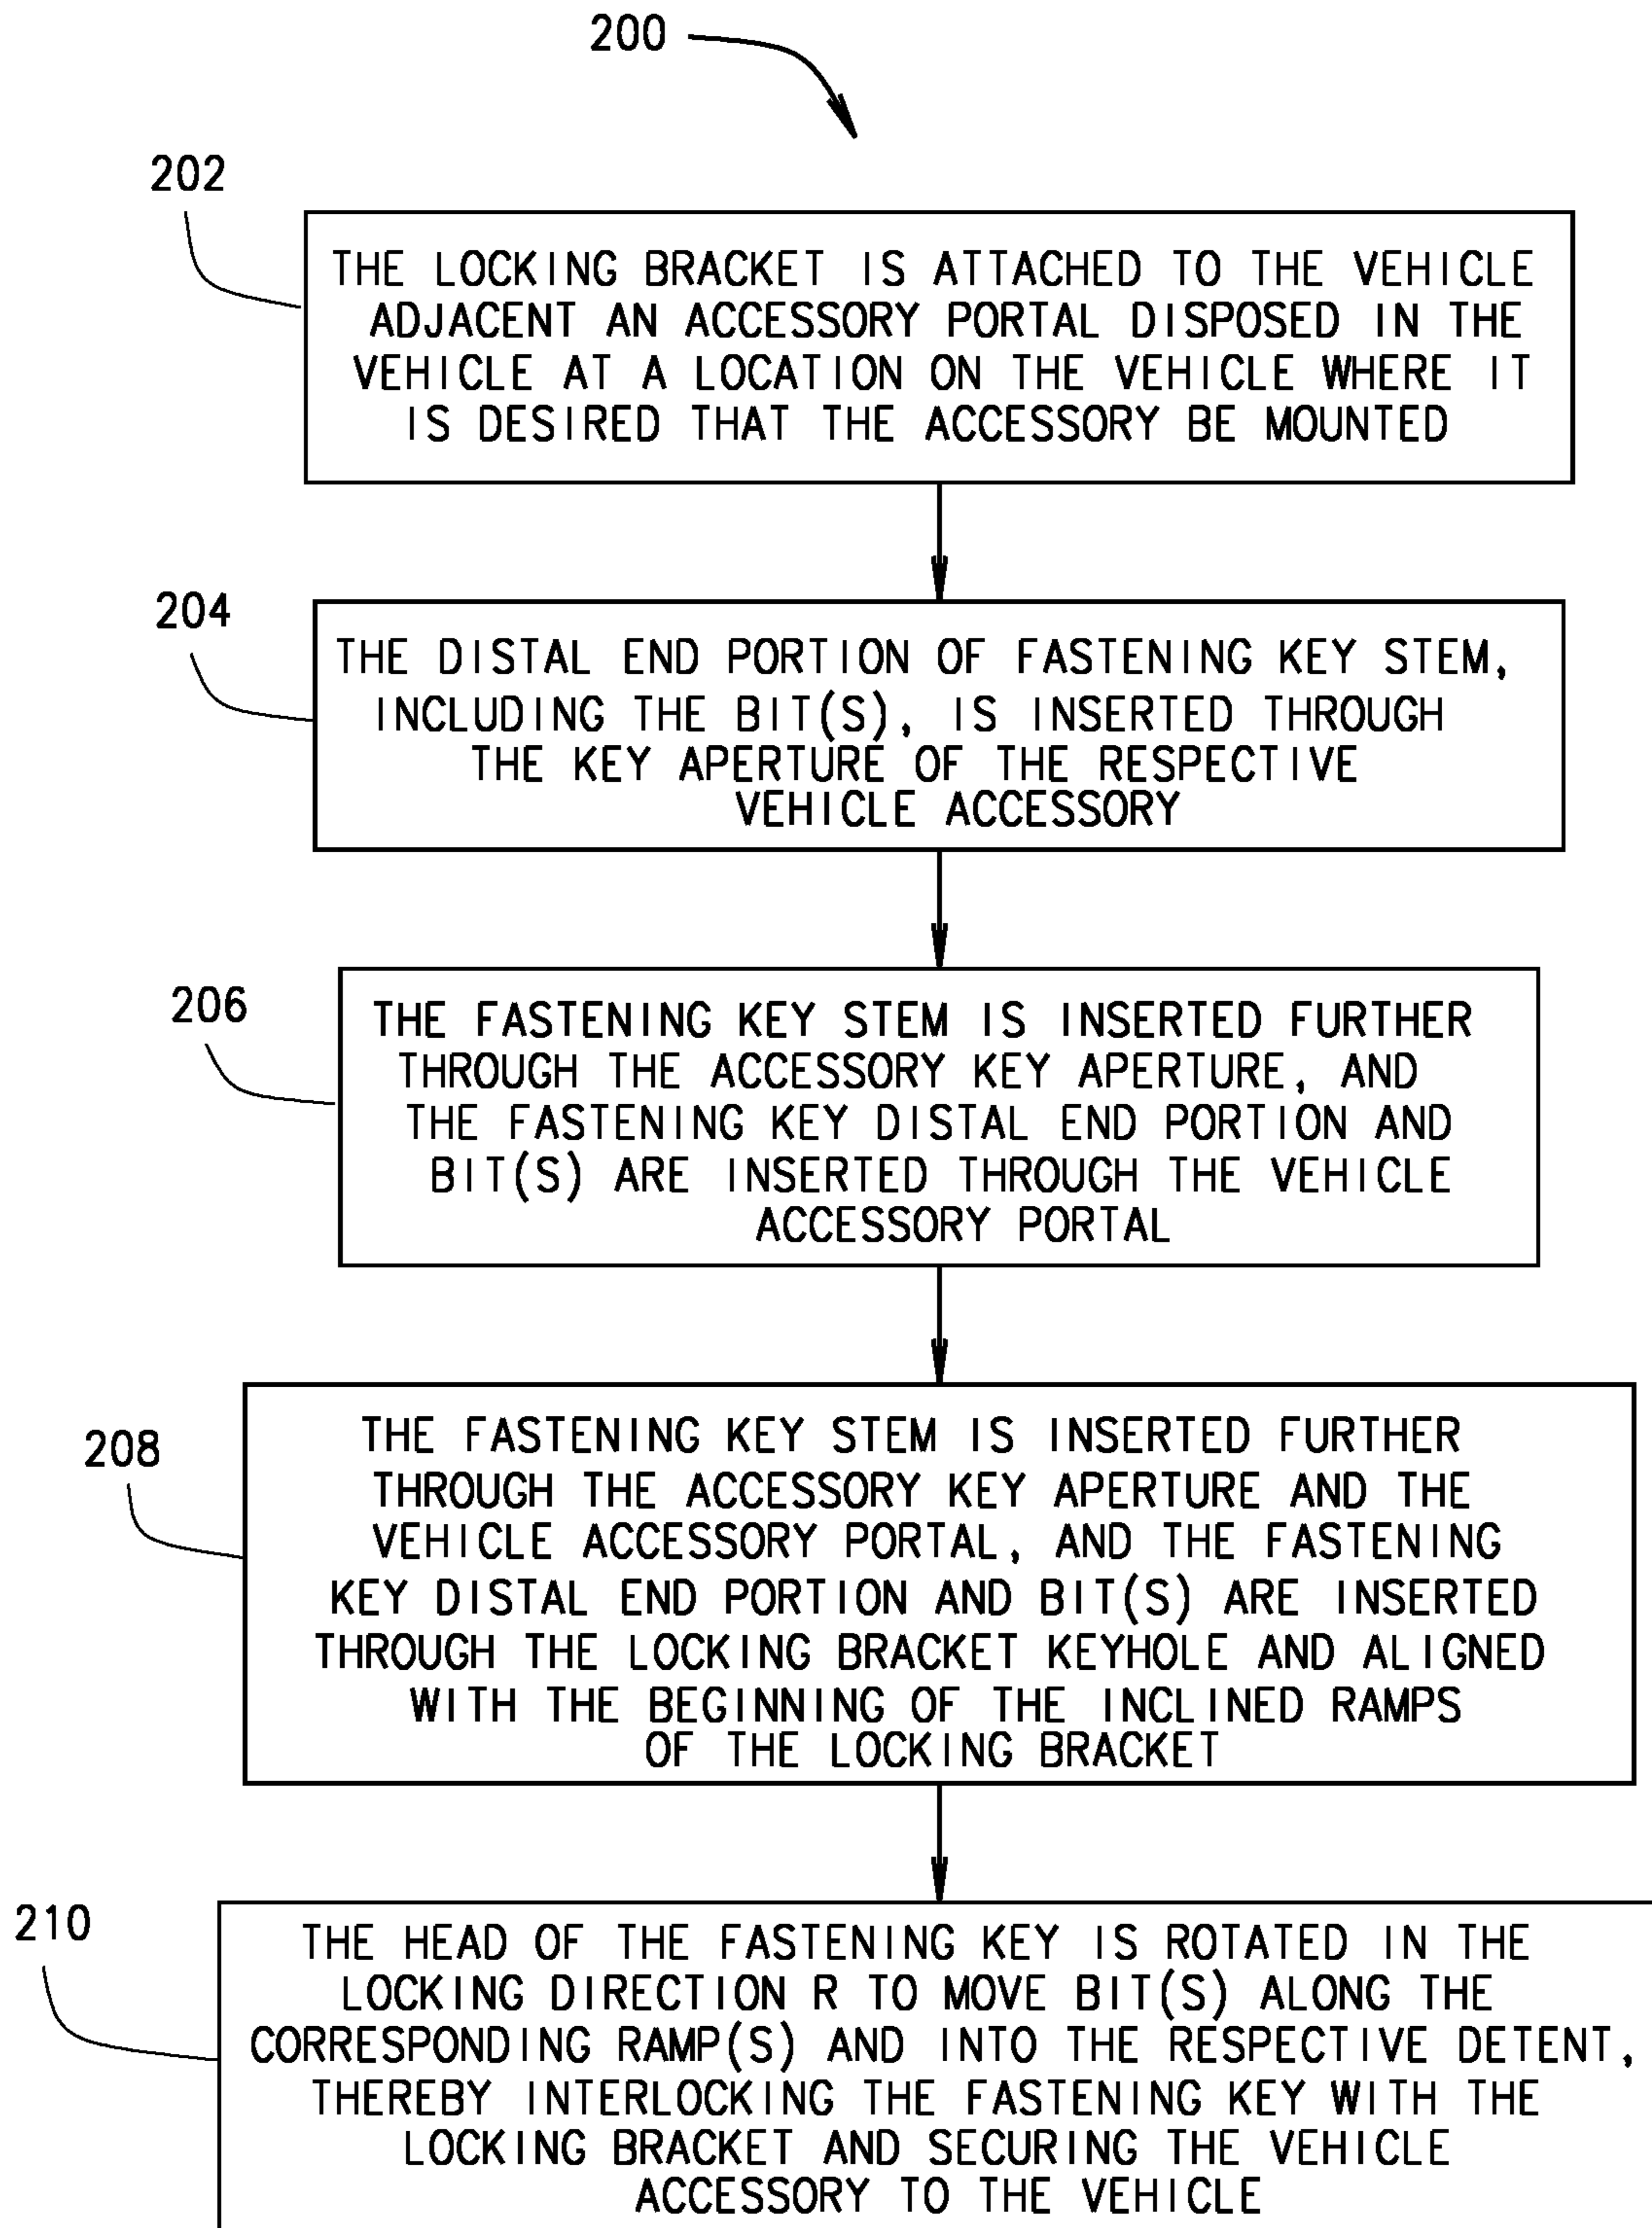 200
202
THE LOCKING BRACKET IS ATTACHED TO THE VEHICLE
ADJACENT AN ACCESSORY PORTAL DISPOSED IN THE
VEHICLE AT A LOCATION ON THE VEHICLE WHERE IT
IS DESIRED THAT THE ACCESSORY BE MOUNTED
204
THE DISTAL END PORTION OF FASTENING KEY STEM,
INCLUDING THE BIT(S), IS INSERTED THROUGH
THE KEY APERTURE OF THE RESPECTIVE
VEHICLE ACCESSORY
206
THE FASTENING KEY STEM IS INSERTED FURTHER
THROUGH THE ACCESSORY KEY APERTURE, AND
THE FASTENING KEY DISTAL END PORTION AND
BIT(S) ARE INSERTED THROUGH THE VEHICLE
ACCESSORY PORTAL
208
THE FASTENING KEY STEM IS INSERTED FURTHER
THROUGH THE ACCESSORY KEY APERTURE AND THE
VEHICLE ACCESSORY PORTAL, AND THE FASTENING
KEY DISTAL END PORTION AND BIT(S) ARE INSERTED
THROUGH THE LOCKING BRACKET KEYHOLE AND ALIGNED
WITH THE BEGINNING OF THE INCLINED RAMPS
OF THE LOCKING BRACKET
210
THE HEAD OF THE FASTENING KEY IS ROTATED IN THE
LOCKING DIRECTION R TO MOVE BIT(S) ALONG THE
CORRESPONDING RAMP(S) AND INTO THE RESPECTIVE DETENT,
THEREBY INTERLOCKING THE FASTENING KEY WITH THE
LOCKING BRACKET AND SECURING THE VEHICLE
ACCESSORY TO THE VEHICLE